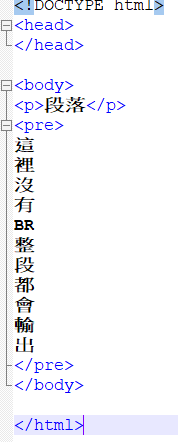 <!DOCTYPE html>
<head>
</head>
<body>
<p>段落</p>
<pre>
這
裡
沒
有
BR
整
段
都
會
輸
出
</pre>
</body>
</html>